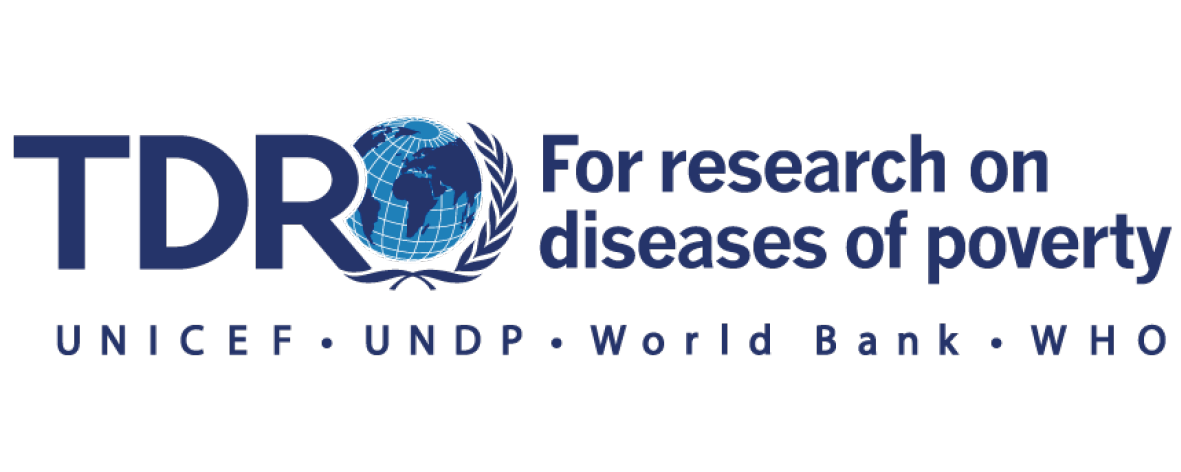 TDR
For research on
diseases of poverty
UNICEF • UNDP • World Bank • WHO